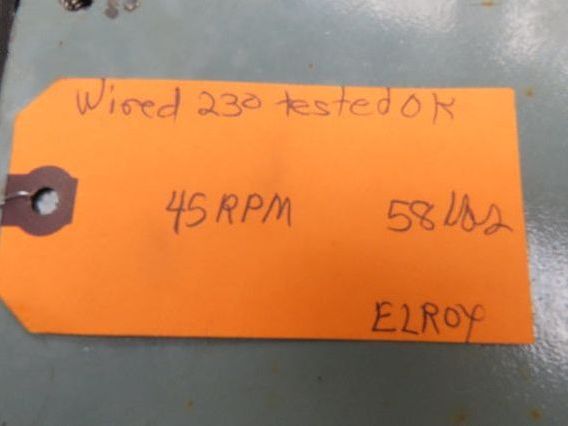 Wired 230 tested OK
45 RPM 58 lbs
ELROY